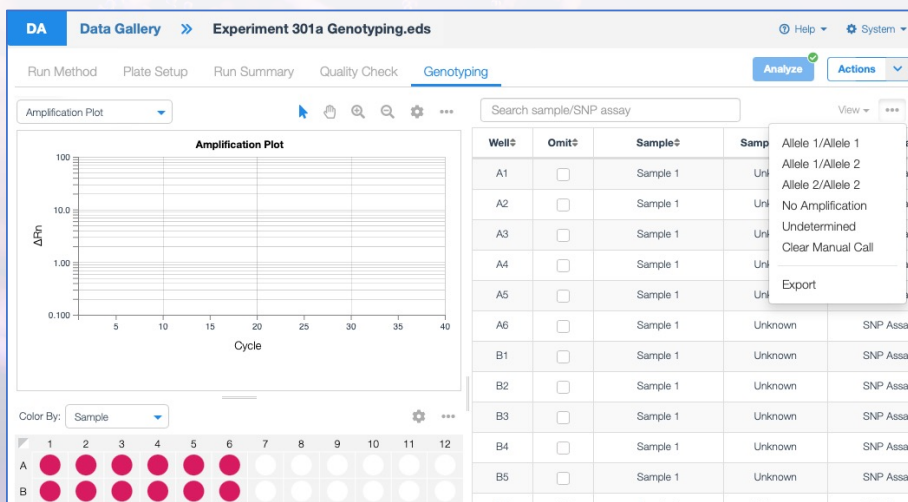 DA Data Gallery » Experiment 301a Genotyping.eds Help System
Run Method Plate Setup Run Summary Quality Check Genotyping Analyze Actions
Amplification Plot
Search sample/SNP assay View
Amplification Plot
100
10.0
1.00
0.100
ΔRn
5 10 15 20 25 30 35 40
Cycle
Color By: Sample
1 2 3 4 5 6 7 8 9 10 11 12
A
B
Well Omit Sample Samp
A1 Sample 1 Unk
A2 Sample 1 Unk
A3 Sample 1 Unk
A4 Sample 1 Unk
A5 Sample 1 Unk
A6 Sample 1 Unknown SNP Assa
B1 Sample 1 Unknown SNP Assa
B2 Sample 1 Unknown SNP Assa
B3 Sample 1 Unknown SNP Assa
B4 Sample 1 Unknown SNP Assa
B5 Sample 1 Unknown SNP Assa
Allele 1/Allele 1
Allele 1/Allele 2
Allele 2/Allele 2
No Amplification
Undetermined
Clear Manual Call
Export